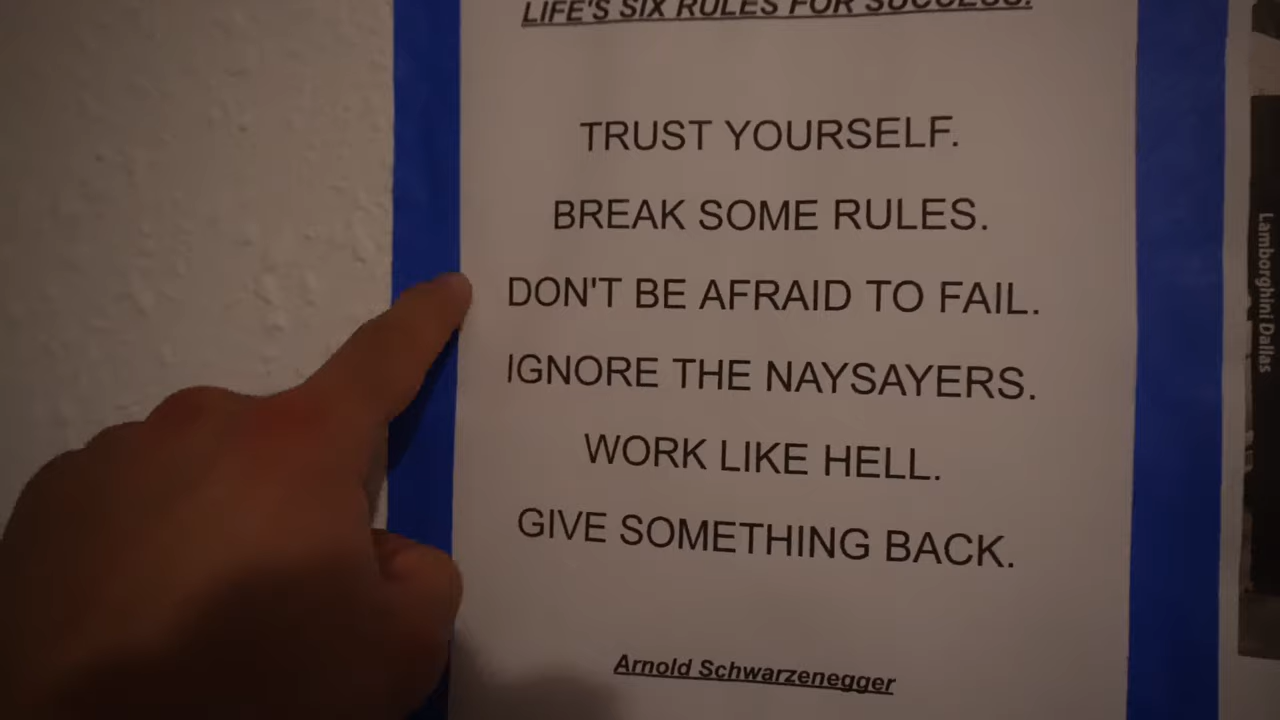 LIFE'S SIX RULES FOR SUCCESS:
TRUST YOURSELF.
BREAK SOME RULES.
DON'T BE AFRAID TO FAIL.
IGNORE THE NAYSAYERS.
WORK LIKE HELL.
GIVE SOMETHING BACK.
Arnold Schwarzenegger
Lamborghini Dallas